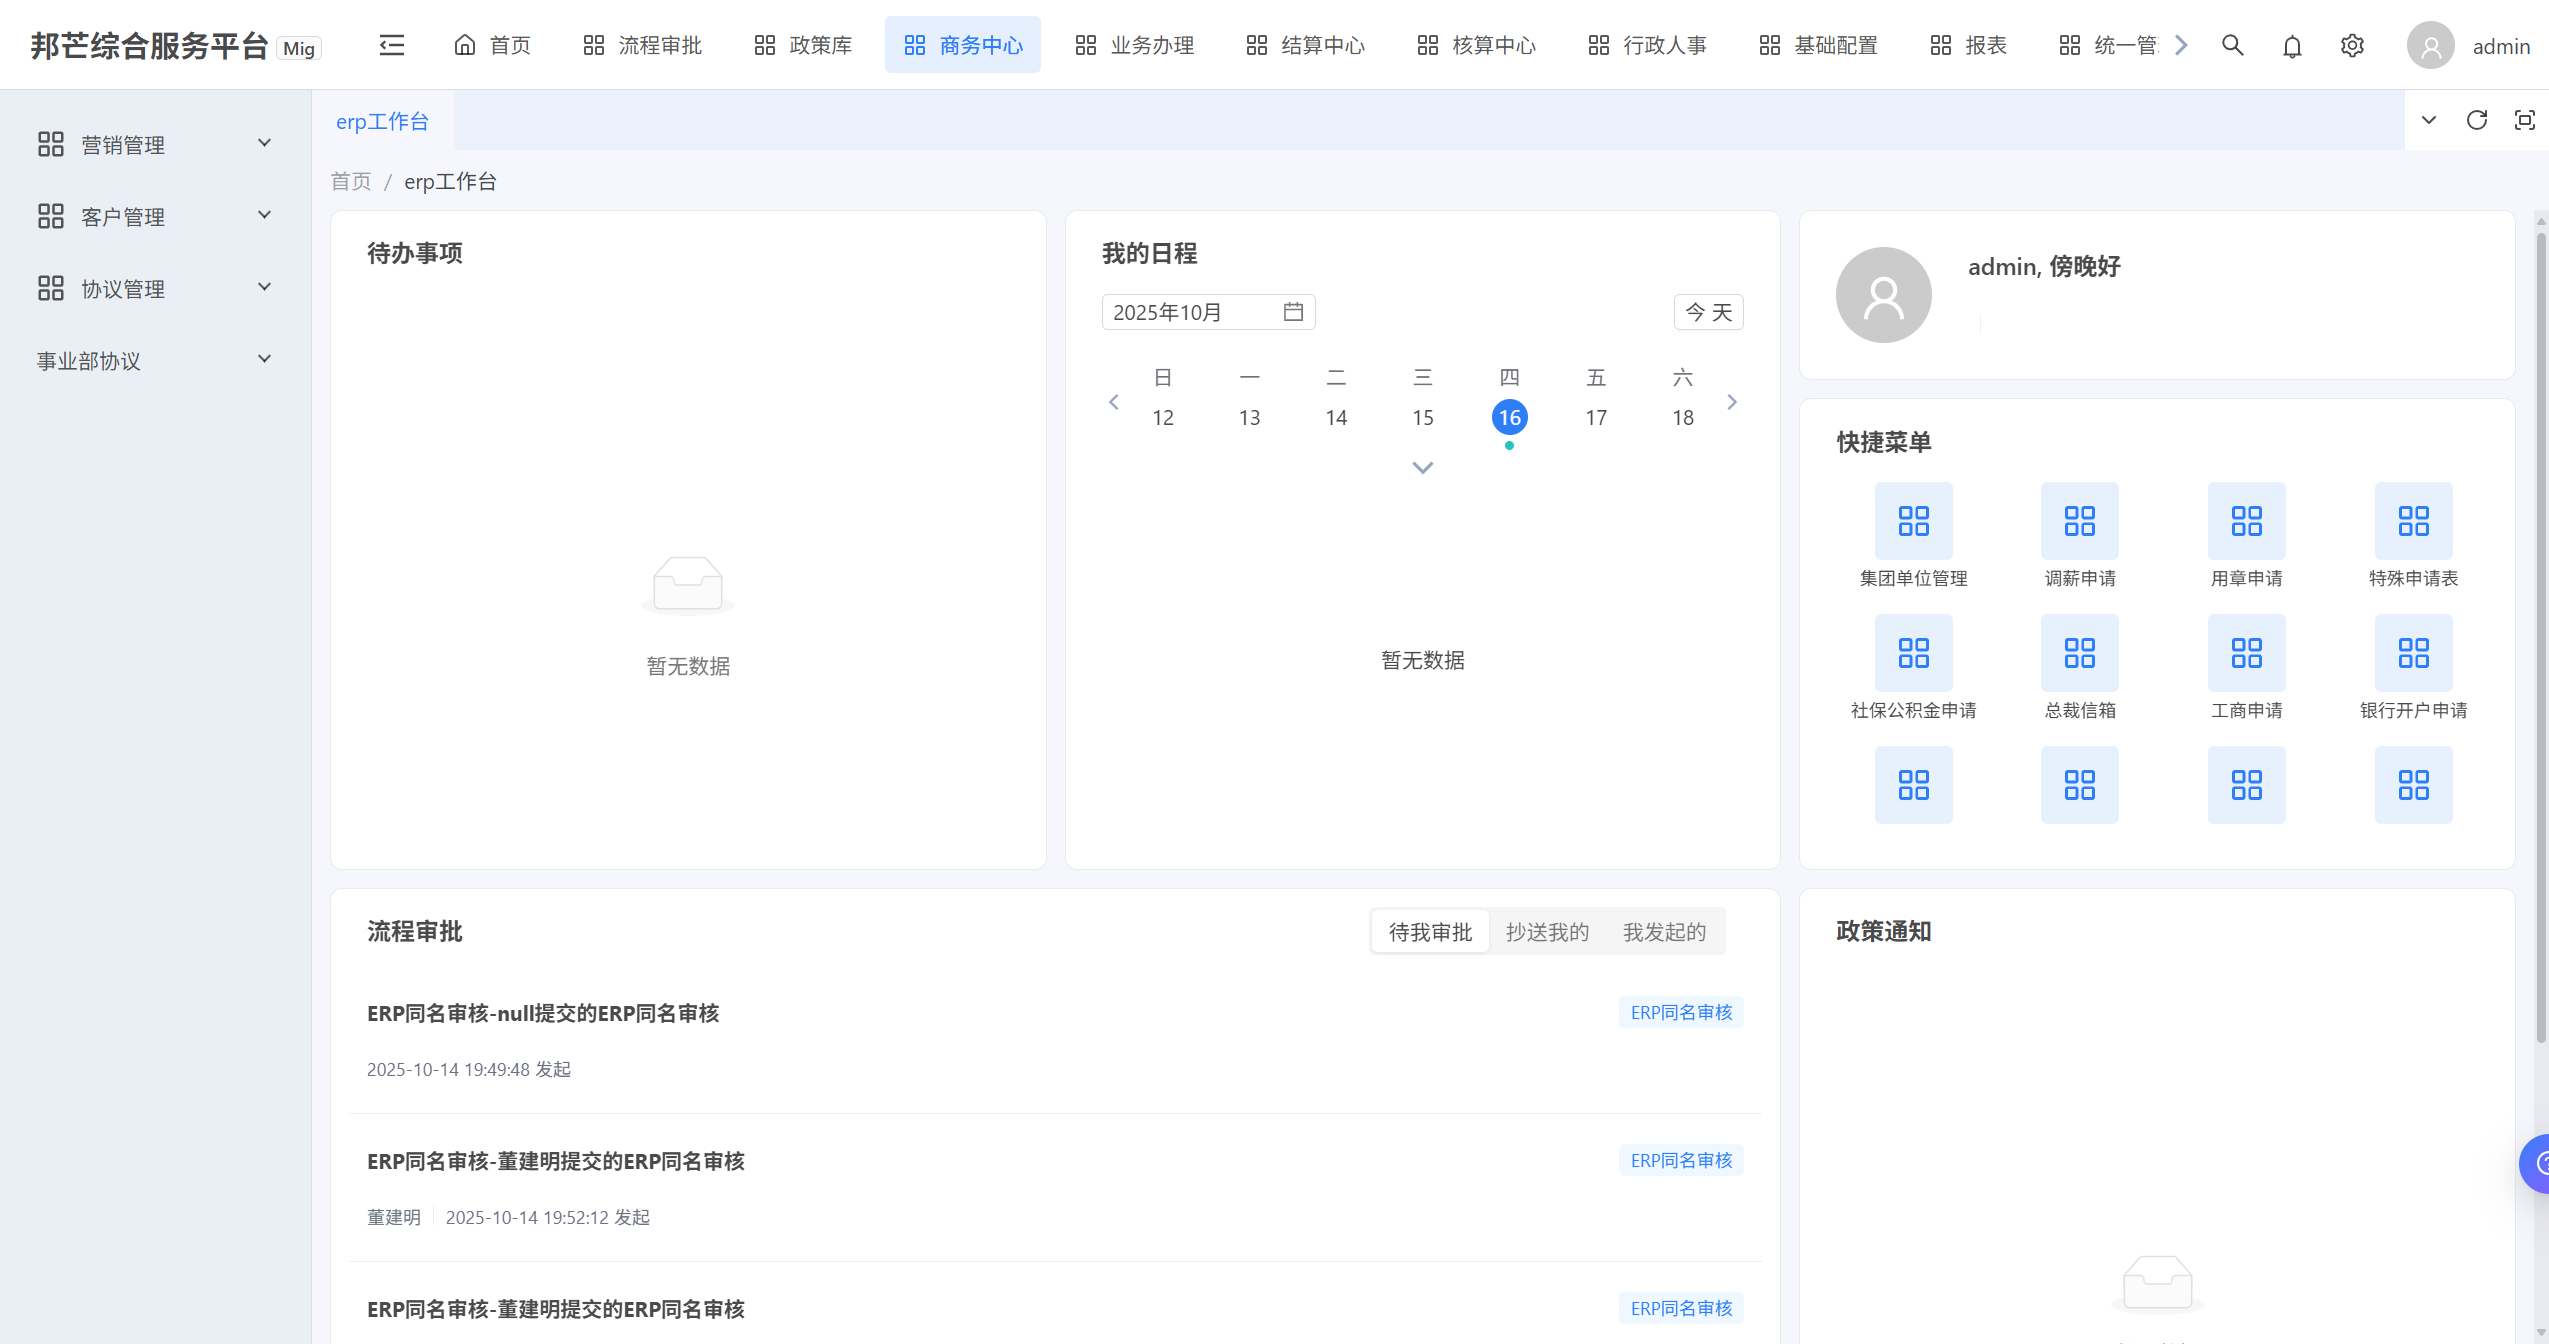 邦芒综合服务平台 Mig
首页 流程审批 政策库 商务中心 业务办理 结算中心 核算中心 行政人事 基础配置 报表 统一管
admin
营销管理
客户管理
协议管理
事业部协议
erp工作台
首页 / erp工作台
待办事项
暂无数据
我的日程
2025年10月
今 天
日 一 二 三 四 五 六
12 13 14 15 16 17 18
暂无数据
admin, 傍晚好
快捷菜单
集团单位管理 调薪申请 用章申请 特殊申请表
社保公积金申请 总裁信箱 工商申请 银行开户申请
流程审批
待我审批 抄送我的 我发起的
ERP同名审核-null提交的ERP同名审核
ERP同名审核
2025-10-14 19:49:48 发起
ERP同名审核-董建明提交的ERP同名审核
ERP同名审核
董建明 2025-10-14 19:52:12 发起
ERP同名审核-董建明提交的ERP同名审核
ERP同名审核
政策通知